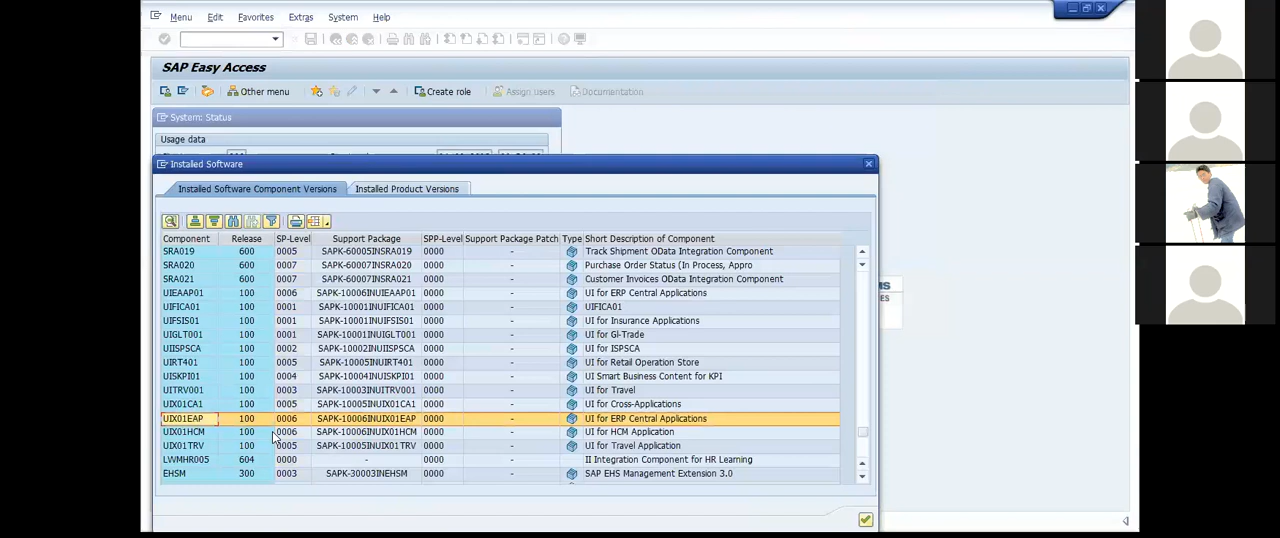 Menu Edit Favorites Extras System Help
SAP Easy Access
Other menu Create role Assign users Documentation
System: Status
Usage data
Installed Software
Installed Software Component Versions Installed Product Versions
Component Release SP-Level Support Package SPP-Level Support Package Patch Type Short Description of Component
SRA019 600 0005 SAPK-60005INSRA019 0000 - Track Shipment OData Integration Component
SRA020 600 0007 SAPK-60007INSRA020 0000 - Purchase Order Status (In Process, Appro
SRA021 600 0007 SAPK-60007INSRA021 0000 - Customer Invoices OData Integration Component
UIEAAP01 100 0006 SAPK-10006INUIEAAP01 0000 - UI for ERP Central Applications
UIFICA01 100 0001 SAPK-10001INUIFICA01 0000 - UIFICA01
UIFSIS01 100 0001 SAPK-10001INUIFSIS01 0000 - UI for Insurance Applications
UIGLT001 100 0001 SAPK-10001INUIGLT001 0000 - UI for Gl-Trade
UIISPSCA 100 0002 SAPK-10002INUIISPSCA 0000 - UI for ISPSCA
UIRT401 100 0005 SAPK-10005INUIRT401 0000 - UI for Retail Operation Store
UISKPI01 100 0004 SAPK-10004INUISKPI01 0000 - UI Smart Business Content for KPI
UITRV001 100 0003 SAPK-10003INUITRV001 0000 - UI for Travel
UIX01CA1 100 0005 SAPK-10005INUIX01CA1 0000 - UI for Cross-Applications
UIX01EAP 100 0006 SAPK-10006INUIX01EAP 0000 - UI for ERP Central Applications
UIX01HCM 100 0006 SAPK-10006INUIX01HCM 0000 - UI for HCM Application
UIX01TRV 100 0005 SAPK-10005INUIX01TRV 0000 - UI for Travel Application
LWMHR005 604 0000 - 0000 - II Integration Component for HR Learning
EHSM 300 0003 SAPK-30003INEHSM 0000 - SAP EHS Management Extension 3.0